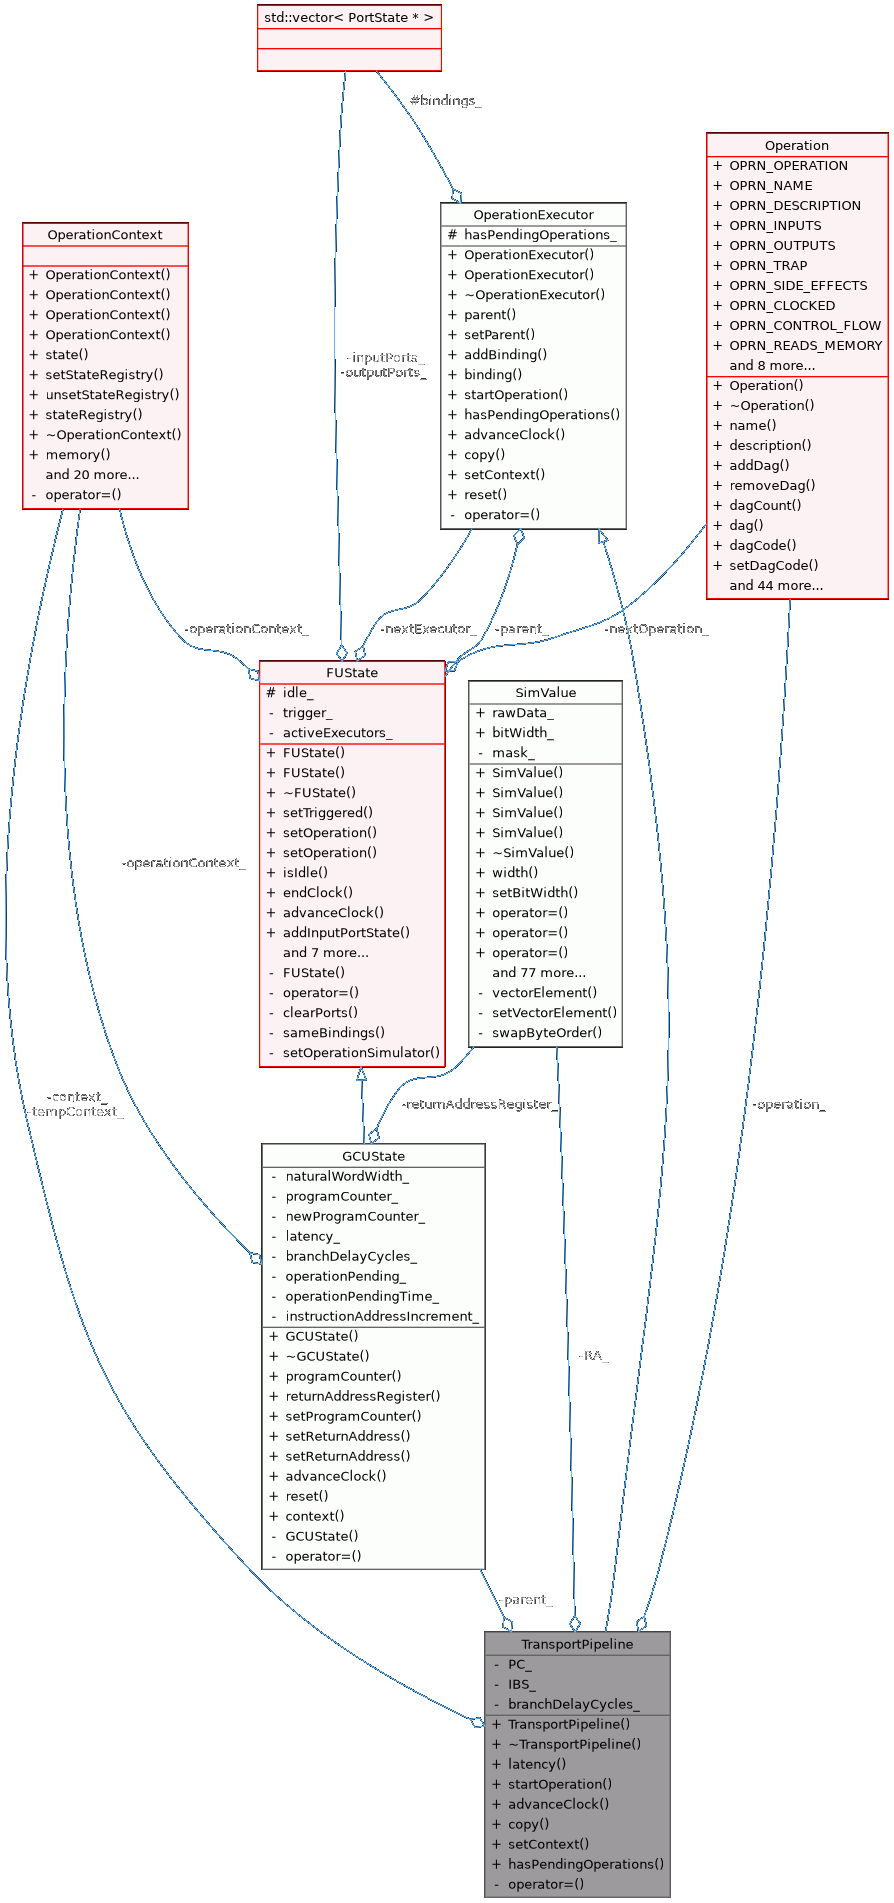 std::vector< PortState * >
#bindings_
Operation
+ OPRN_OPERATION
+ OPRN_NAME
+ OPRN_DESCRIPTION
+ OPRN_INPUTS
+ OPRN_OUTPUTS
+ OPRN_TRAP
+ OPRN_SIDE_EFFECTS
+ OPRN_CLOCKED
+ OPRN_CONTROL_FLOW
+ OPRN_READS_MEMORY
and 8 more...
+ Operation()
+ ~Operation()
+ name()
+ description()
+ addDag()
+ removeDag()
+ dagCount()
+ dag()
+ dagCode()
+ setDagCode()
and 44 more...
OperationExecutor
# hasPendingOperations_
+ OperationExecutor()
+ OperationExecutor()
+ ~OperationExecutor()
+ parent()
+ setParent()
+ addBinding()
+ binding()
+ startOperation()
+ hasPendingOperations()
+ advanceClock()
+ copy()
+ setContext()
+ reset()
- operator=()
OperationContext
+ OperationContext()
+ OperationContext()
+ OperationContext()
+ OperationContext()
+ state()
+ setStateRegistry()
+ unsetStateRegistry()
+ stateRegistry()
+ ~OperationContext()
+ memory()
and 20 more...
- operator=()
-inputPorts_
-outputPorts_
-operationContext_
-nextExecutor_
-parent_
-nextOperation_
FUState
# idle_
- trigger_
- activeExecutors_
+ FUState()
+ FUState()
+ ~FUState()
+ setTriggered()
+ setOperation()
+ setOperation()
+ isIdle()
+ endClock()
+ advanceClock()
+ addInputPortState()
and 7 more...
- FUState()
- operator=()
- clearPorts()
- sameBindings()
- setOperationSimulator()
SimValue
+ rawData_
+ bitWidth_
- mask_
+ SimValue()
+ SimValue()
+ SimValue()
+ SimValue()
+ ~SimValue()
+ width()
+ setBitWidth()
+ operator=()
+ operator=()
+ operator=()
and 77 more...
- vectorElement()
- setVectorElement()
- swapByteOrder()
-operationContext_
-context_
-tempContext_
-returnAddressRegister_
-operation_
GCUState
- naturalWordWidth_
- programCounter_
- newProgramCounter_
- latency_
- branchDelayCycles_
- operationPending_
- operationPendingTime_
- instructionAddressIncrement_
+ GCUState()
+ ~GCUState()
+ programCounter()
+ returnAddressRegister()
+ setProgramCounter()
+ setReturnAddress()
+ setReturnAddress()
+ advanceClock()
+ reset()
+ context()
- GCUState()
- operator=()
-RA_
-parent_
TransportPipeline
- PC_
- IBS_
- branchDelayCycles_
+ TransportPipeline()
+ ~TransportPipeline()
+ latency()
+ startOperation()
+ advanceClock()
+ copy()
+ setContext()
+ hasPendingOperations()
- operator=()